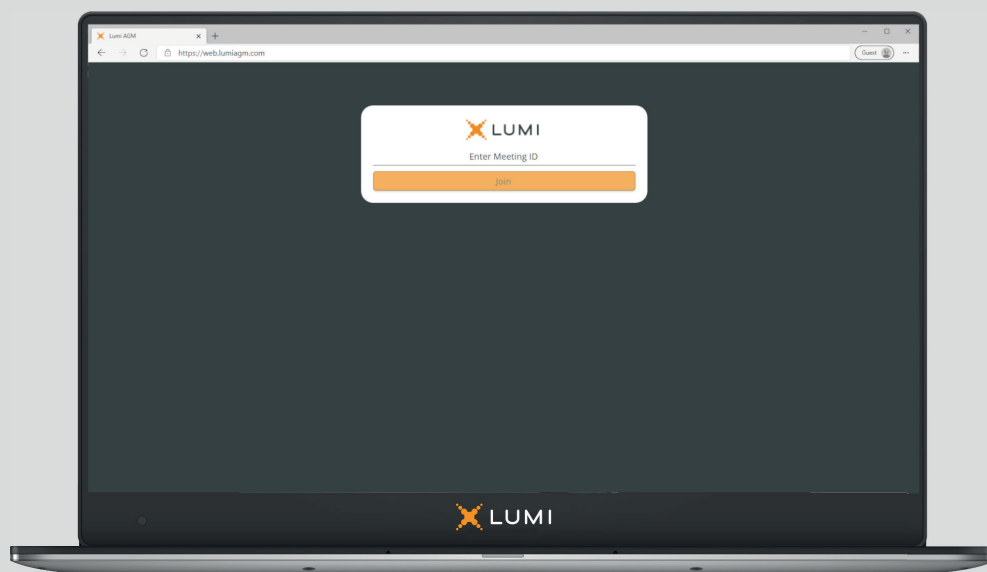 Lumi AGM
https://web.lumiagm.com
Guest
LUMI
Enter Meeting ID
Join
LUMI